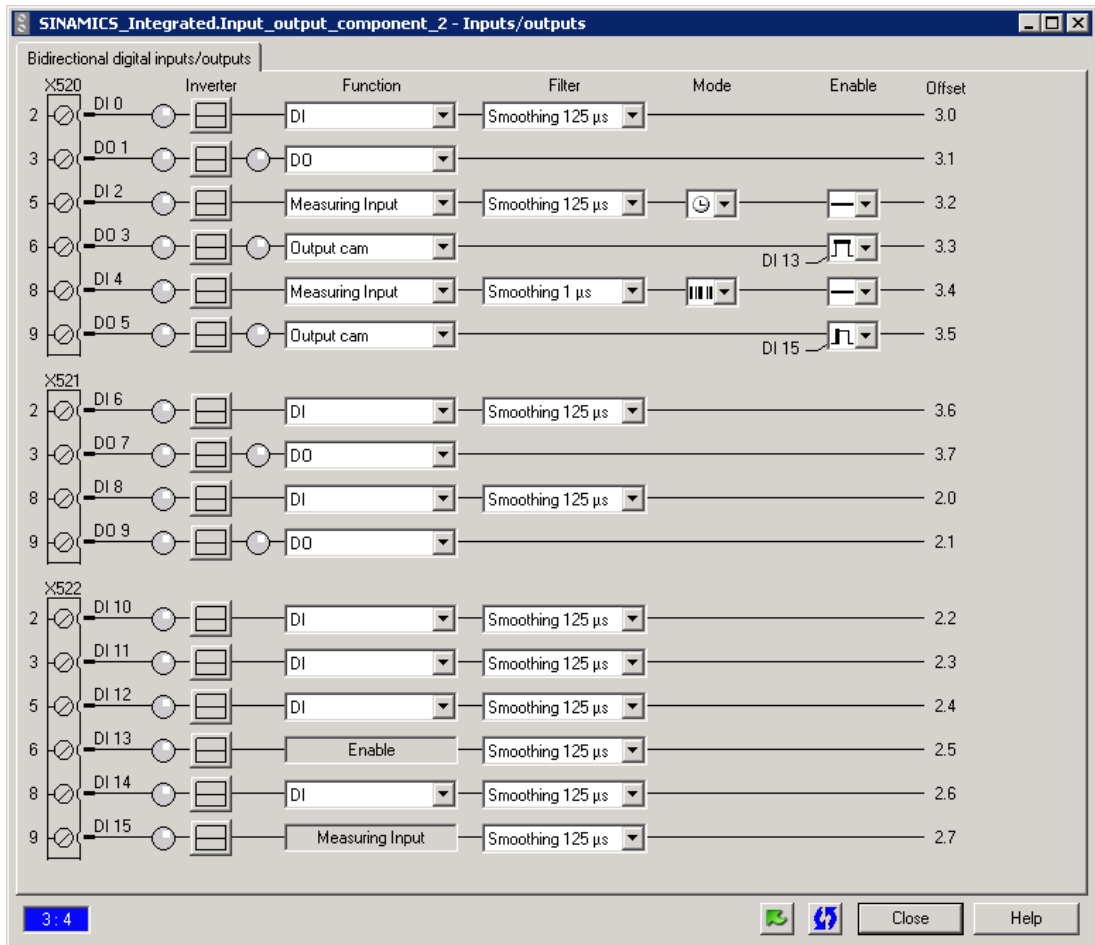 SINAMICS_Integrated.Input_output_component_2 - Inputs/outputs
Bidirectional digital inputs/outputs
X520 Inverter Function Filter Mode Enable Offset
2 DI 0 DI Smoothing 125 µs 3.0
3 DO 1 DO 3.1
5 DI 2 Measuring Input Smoothing 125 µs 3.2
6 DO 3 Output cam DI 13 3.3
8 DI 4 Measuring Input Smoothing 1 µs 3.4
9 DO 5 Output cam DI 15 3.5
X521
2 DI 6 DI Smoothing 125 µs 3.6
3 DO 7 DO 3.7
8 DI 8 DI Smoothing 125 µs 2.0
9 DO 9 DO 2.1
X522
2 DI 10 DI Smoothing 125 µs 2.2
3 DI 11 DI Smoothing 125 µs 2.3
5 DI 12 DI Smoothing 125 µs 2.4
6 DI 13 Enable Smoothing 125 µs 2.5
8 DI 14 DI Smoothing 125 µs 2.6
9 DI 15 Measuring Input Smoothing 125 µs 2.7
3 : 4 Close Help